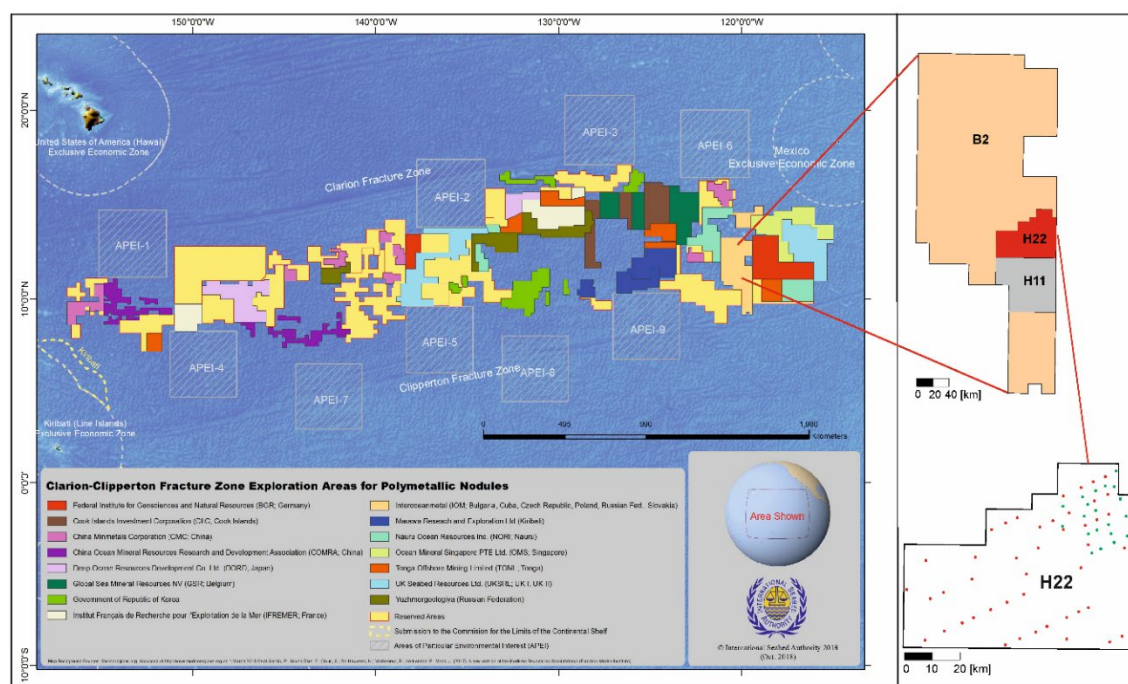 150°0'0"W
140°0'0"W
130°0'0"W
120°0'0"W
20°0'0"N
10°0'0"N
0°0'0"
10°0'0"S
United States of America (Hawaii)
Exclusive Economic Zone
Mexico
Exclusive Economic Zone
Clarion Fracture Zone
Clipperton Fracture Zone
APEI-1
APEI-2
APEI-3
APEI-6
APEI-4
APEI-5
APEI-9
APEI-7
APEI-8
Kiribati
Kiribati (Line Islands)
Exclusive Economic Zone
0
495
990
Kilometers
Clarion-Clipperton Fracture Zone Exploration Areas for Polymetallic Nodules
Federal Institute for Geosciences and Natural Resources (BGR; Germany)
Cook Islands Investment Corporation (CIIC; Cook Islands)
China Minmetals Corporation (CMC; China)
China Ocean Mineral Resources Research and Development Association (COMRA; China)
Deep Ocean Resources Development Co. Ltd. (DORD; Japan)
Global Sea Mineral Resources NV (GSR; Belgium)
Government of Republic of Korea
Institut Français de Recherche pour l'Exploitation de la Mer (IFREMER; France)
Interoceanmetal (IOM; Bulgaria, Cuba, Czech Republic, Poland, Russian Fed., Slovakia)
Marawa Research and Exploration Ltd (Kiribati)
Nauru Ocean Resources Inc. (NORI; Nauru)
Ocean Mineral Singapore PTE Ltd. (OMS; Singapore)
Tonga Offshore Mining Limited (TOML; Tonga)
UK Seabed Resources Ltd. (UKSRL; UK I, UK II)
Yuzhmorgeologiya (Russian Federation)
Reserved Areas
Submission to the Commission for the Limits of the Continental Shelf
Areas of Particular Environmental Interest (APEI)
Area Shown
INTERNATIONAL SEABED AUTHORITY
© International Seabed Authority 2018
(Oct. 2018)
B2
H22
H11
0 20 40 [km]
H22
0 10 20 [km]